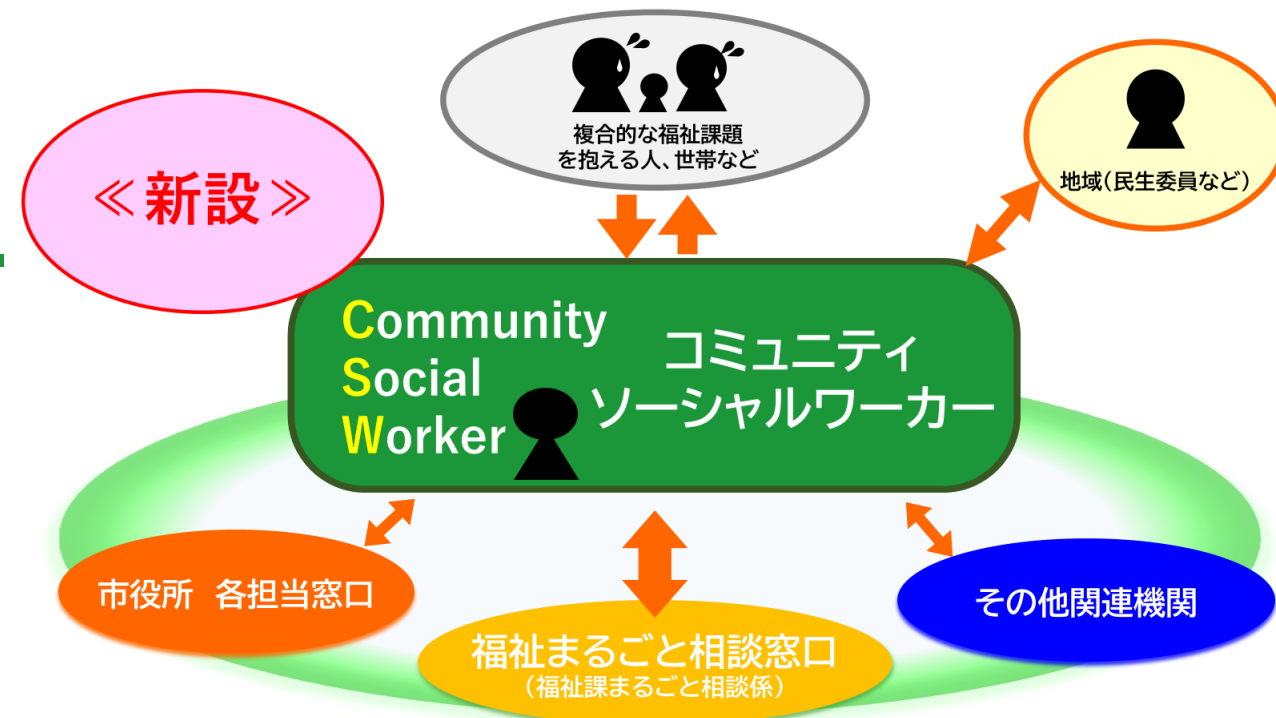 複合的な福祉課題
を抱える人、世帯など
地域(民生委員など)
≪新設≫
Community
Social
Worker
コミュニティ
ソーシャルワーカー
市役所 各担当窓口
福祉まるごと相談窓口
(福祉課まるごと相談係)
その他関連機関